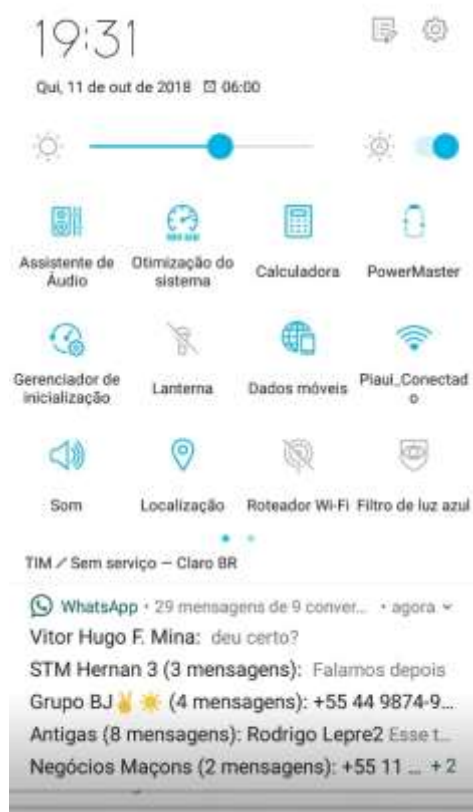 19:31
Qui, 11 de out de 2018 06:00
Assistente de Áudio
Otimização do sistema
Calculadora
PowerMaster
Gerenciador de inicialização
Lanterna
Dados móveis
Piaui_Conectado
Som
Localização
Roteador Wi-Fi
Filtro de luz azul
TIM / Sem serviço — Claro BR
WhatsApp • 29 mensagens de 9 conver... • agora
Vitor Hugo F. Mina: deu certo?
STM Hernan 3 (3 mensagens): Falamos depois
Grupo BJ✌️ ☀️ (4 mensagens): +55 44 9874-9...
Antigas (8 mensagens): Rodrigo Lepre2 Esse t...
Negócios Maçons (2 mensagens): +55 11 ... +2